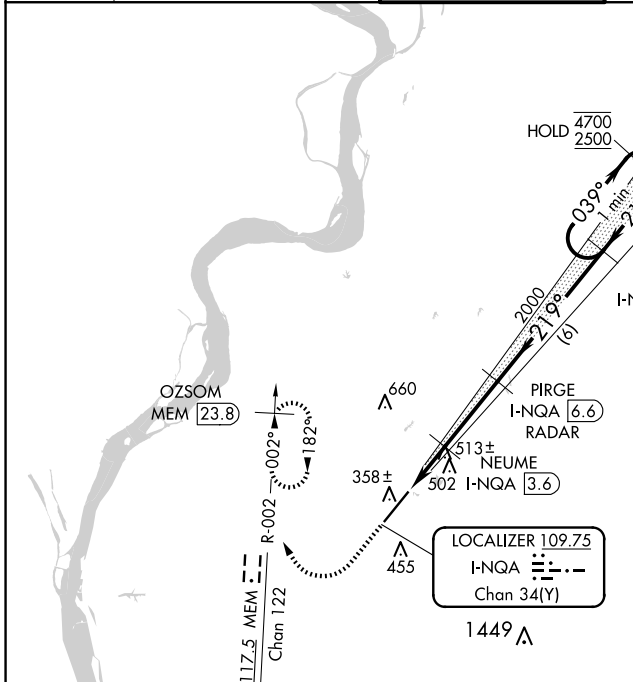 HOLD 4700
2500
039°
1 min
2000
219°
(6)
OZSOM
MEM 23.8
660
PIRGE
I-NQA 6.6
RADAR
002°
182°
513±
NEUME
I-NQA 3.6
358±
502
R-002
455
LOCALIZER 109.75
I-NQA
Chan 34(Y)
117.5 MEM
Chan 122
1449